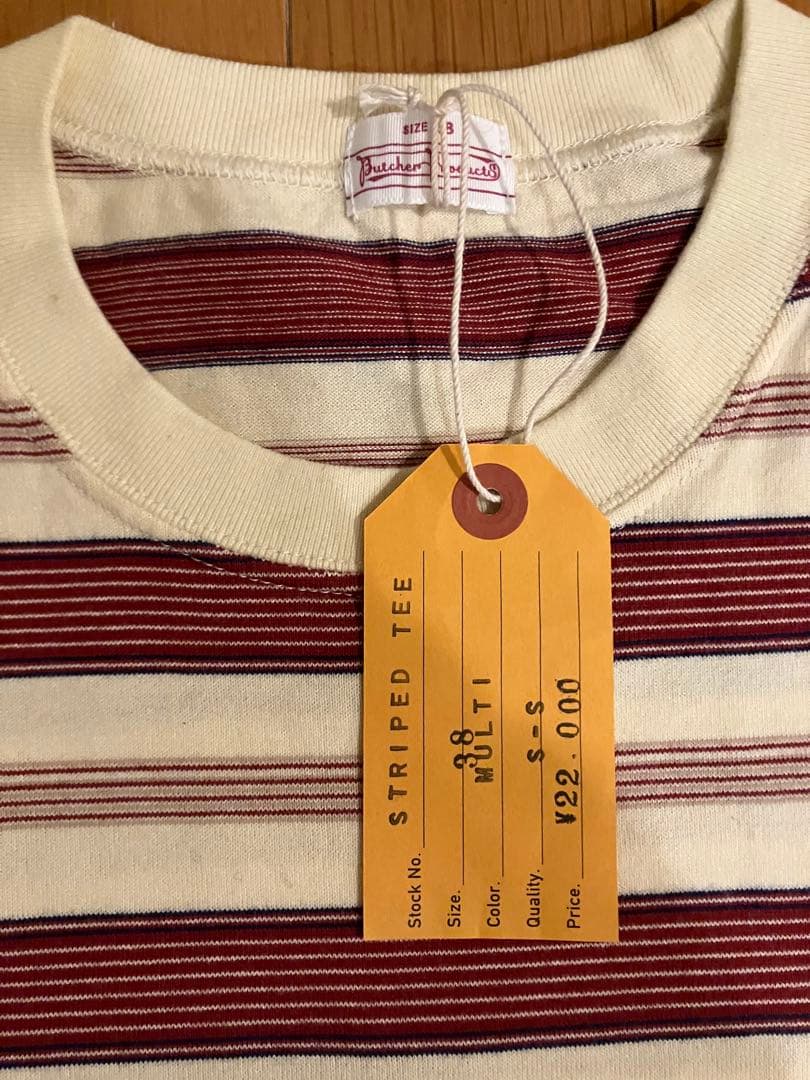 SIZE 38
Butcher Products
Stock No. STRIPED TEE
Size. 38
Color. MULTI
Quality. S-S
Price. ¥22.000